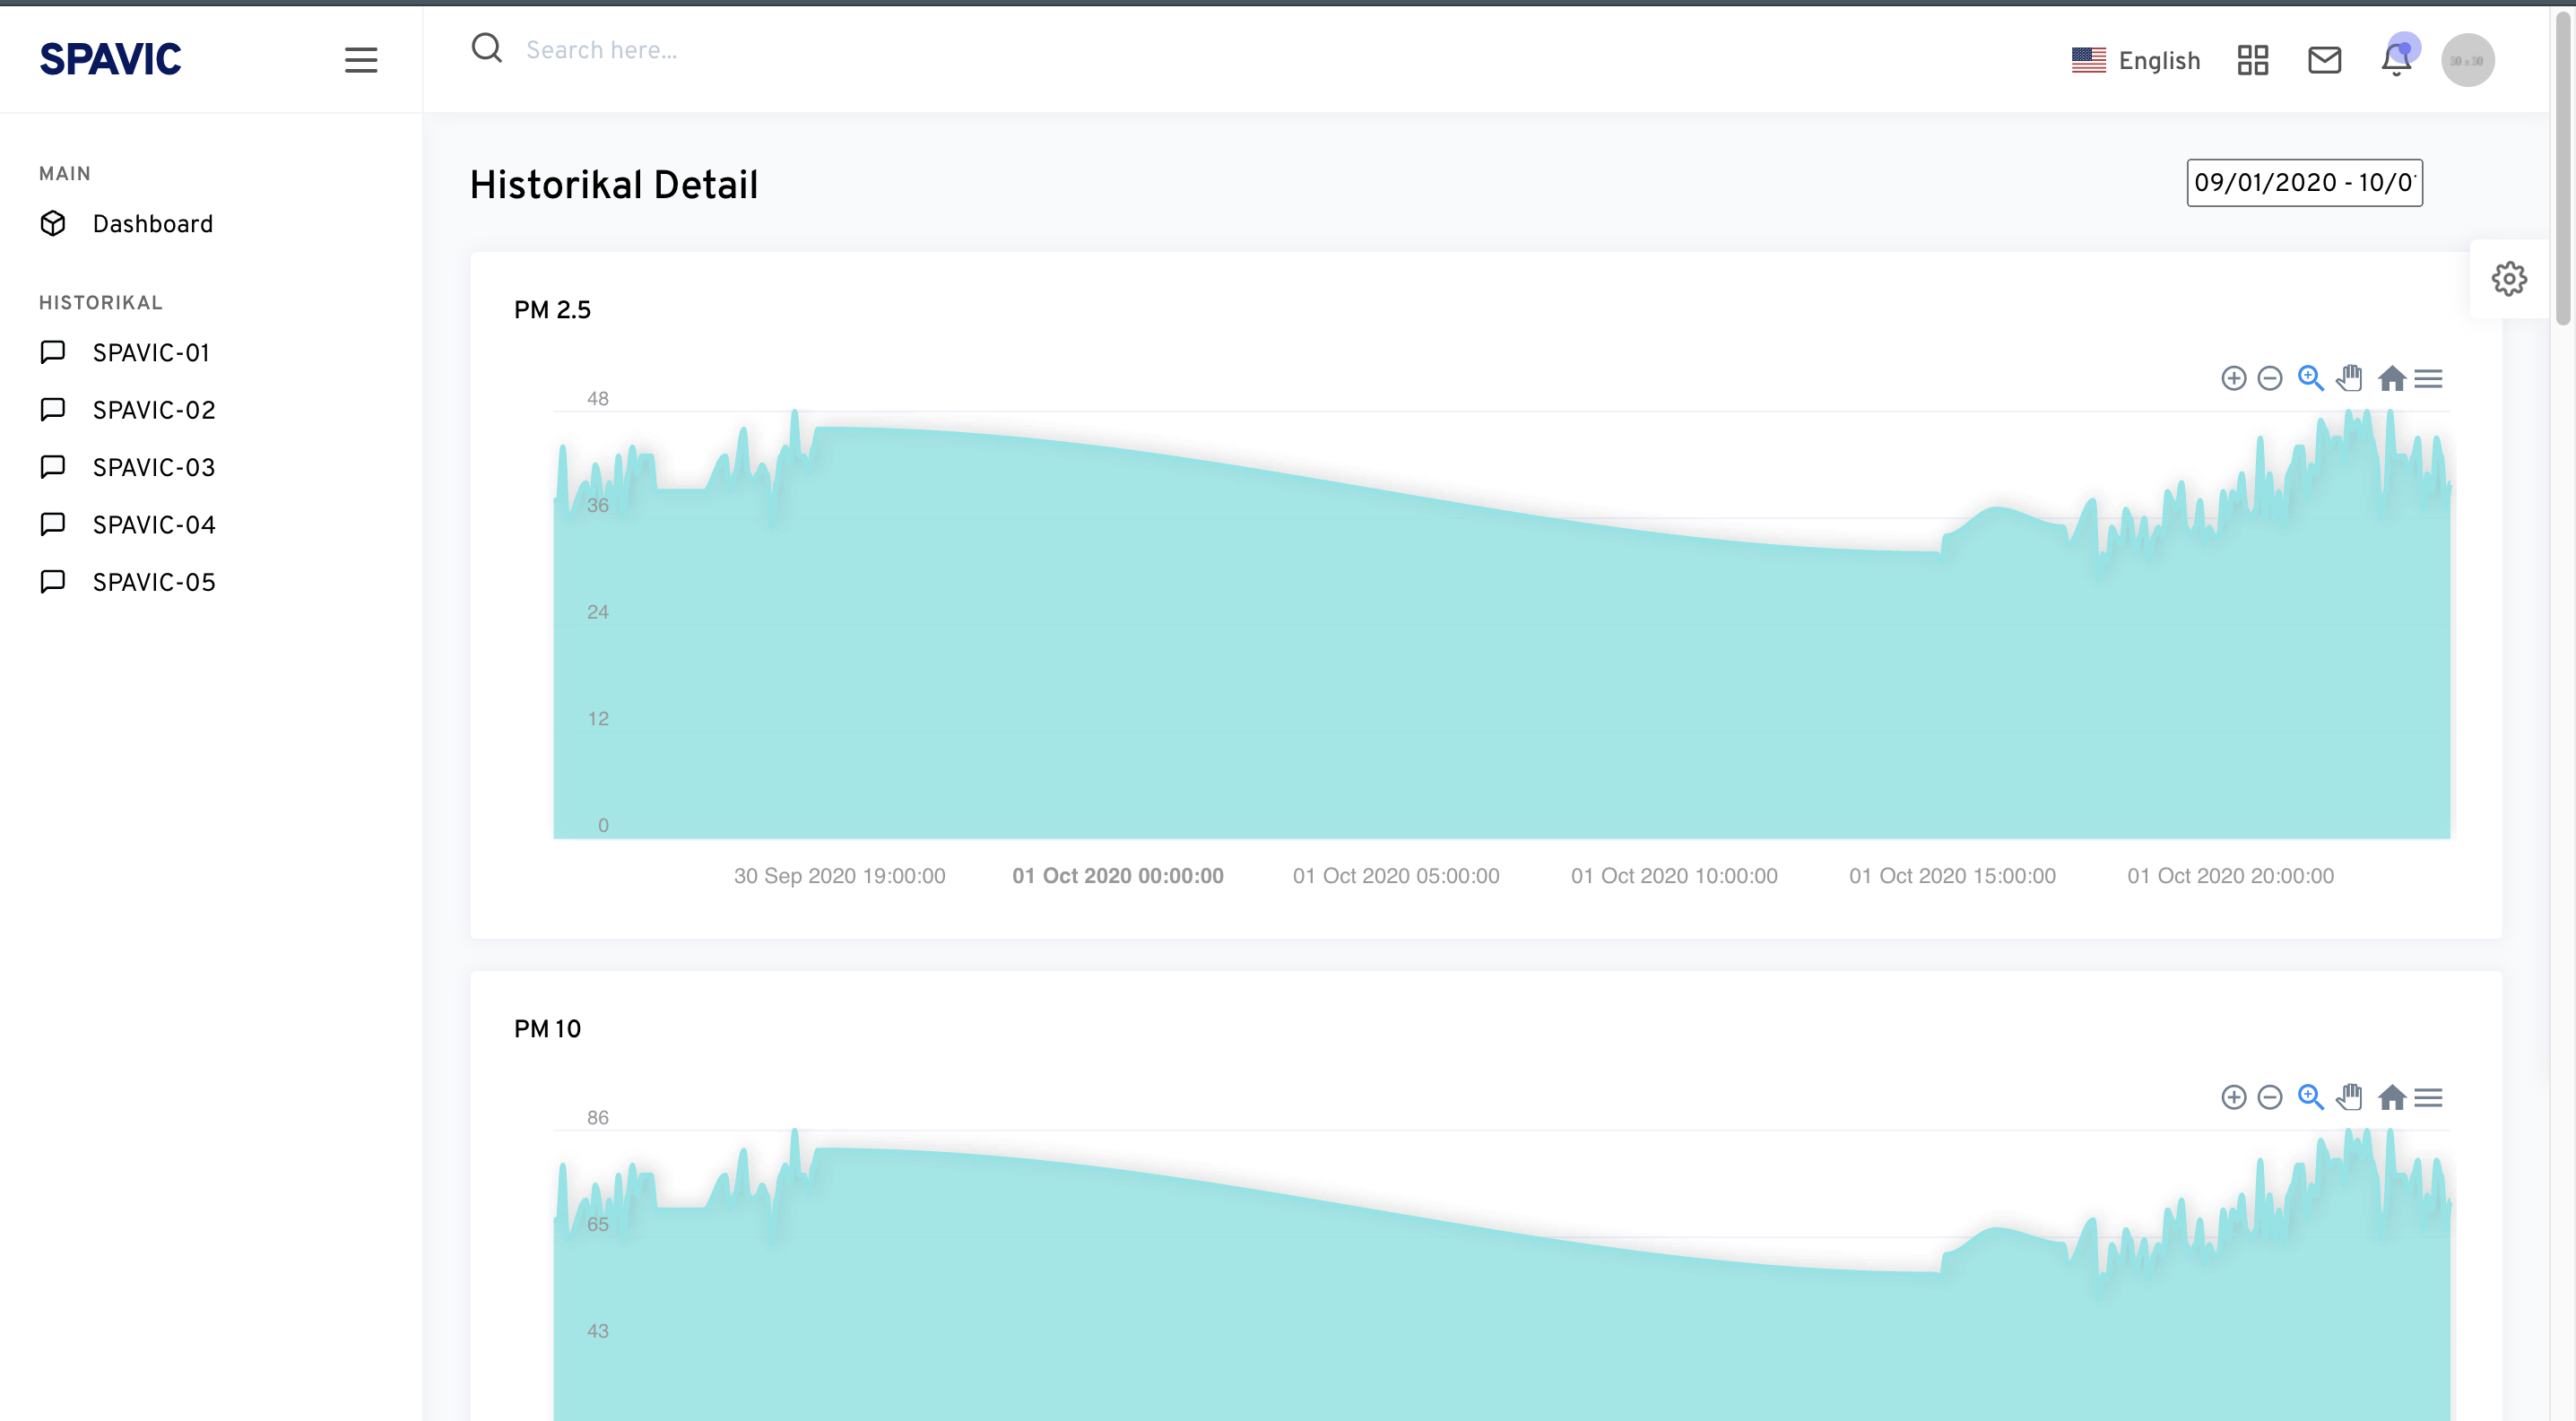 SPAVIC
Search here...
English
30 x 30
MAIN
Dashboard
HISTORIKAL
SPAVIC-01
SPAVIC-02
SPAVIC-03
SPAVIC-04
SPAVIC-05
Historikal Detail
09/01/2020 - 10/0
PM 2.5
48
36
24
12
0
30 Sep 2020 19:00:00
01 Oct 2020 00:00:00
01 Oct 2020 05:00:00
01 Oct 2020 10:00:00
01 Oct 2020 15:00:00
01 Oct 2020 20:00:00
PM 10
86
65
43